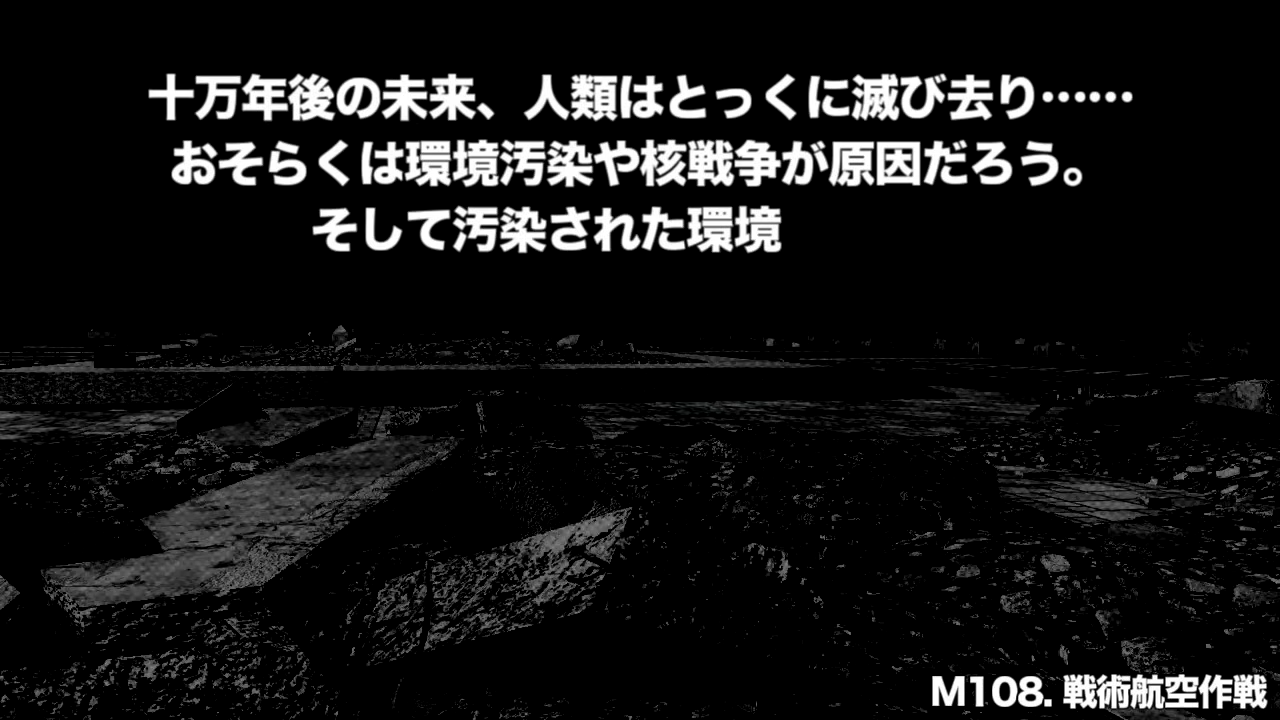 十万年後の未来、人類はとっくに滅び去り……
おそらくは環境汚染や核戦争が原因だろう。
そして汚染された環境
M108. 戦術航空作戦